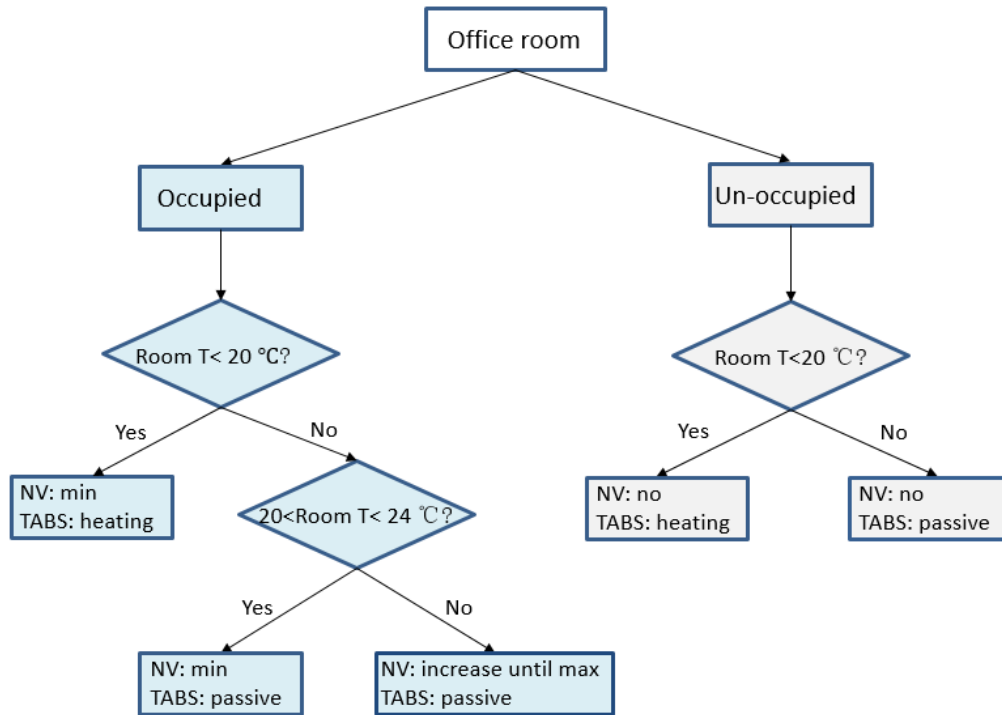 Office room
Occupied
Un-occupied
Room T< 20 ℃?
Room T<20 ℃?
Yes
No
Yes
No
NV: min
TABS: heating
20<Room T< 24 ℃?
NV: no
TABS: heating
NV: no
TABS: passive
Yes
No
NV: min
TABS: passive
NV: increase until max
TABS: passive